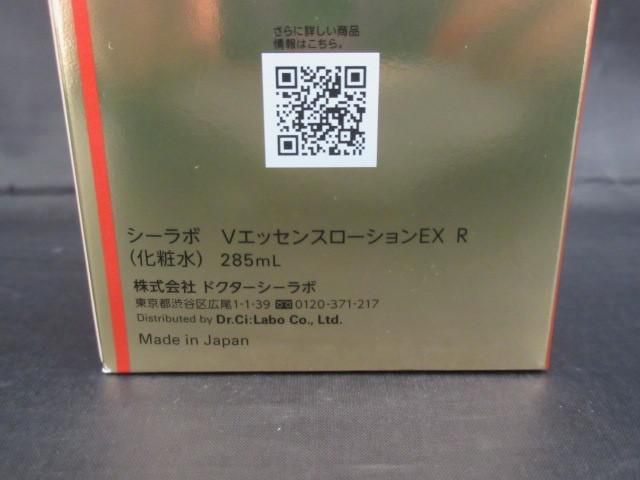 さらに詳しい商品
情報はこちら。
シーラボ VエッセンスローションEX R
(化粧水) 285mL
株式会社 ドクターシーラボ
東京都渋谷区広尾1-1-39 0120-371-217
Distributed by Dr.Ci:Labo Co., Ltd.
Made in Japan